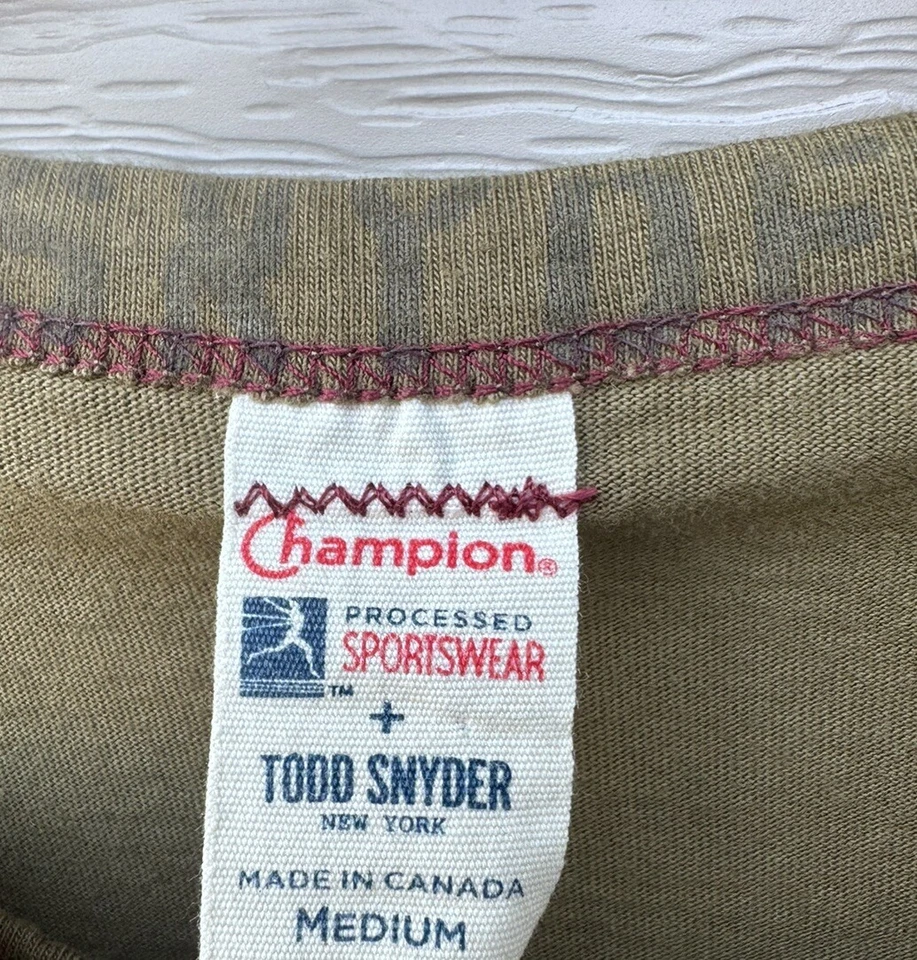 Champion®
PROCESSED
SPORTSWEAR
TM
+
TODD SNYDER
NEW YORK
MADE IN CANADA
MEDIUM